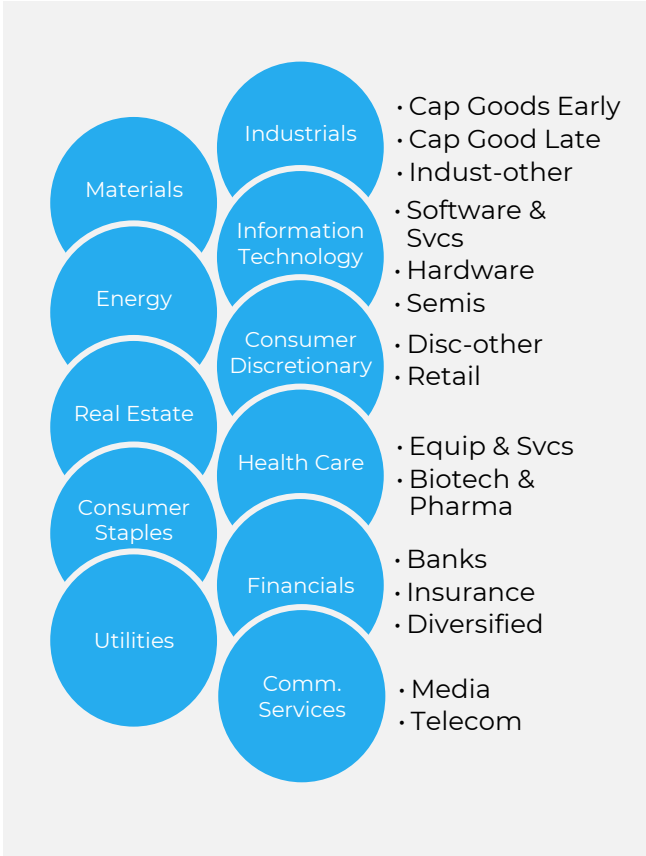 Materials
Energy
Real Estate
Consumer
Staples
Utilities
Industrials
• Cap Goods Early
• Cap Good Late
• Indust-other
Information
Technology
• Software &
Svcs
• Hardware
• Semis
Consumer
Discretionary
• Disc-other
• Retail
Health Care
• Equip & Svcs
• Biotech &
Pharma
Financials
• Banks
• Insurance
• Diversified
Comm.
Services
• Media
• Telecom